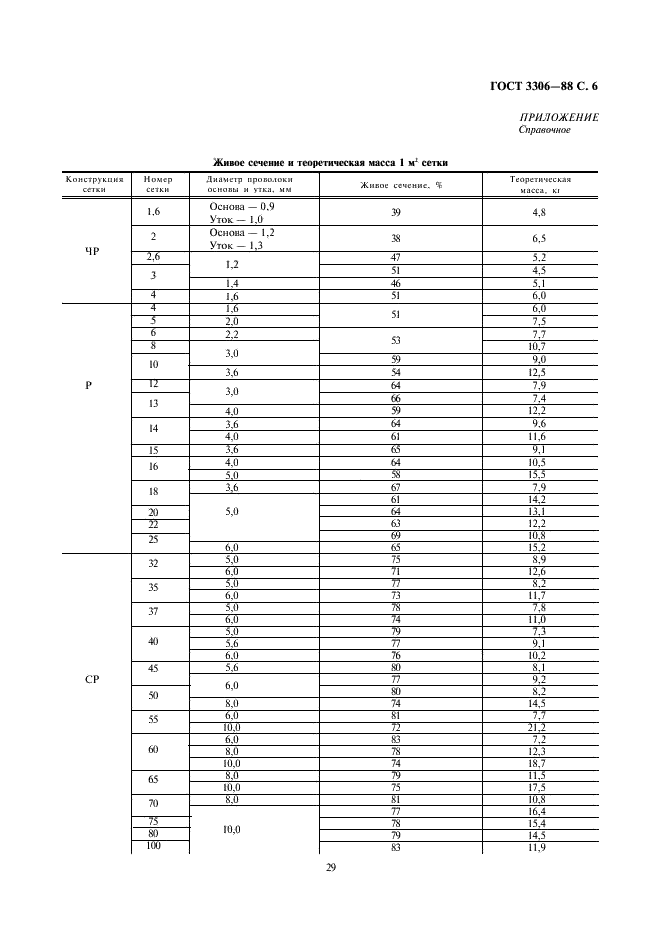 ГОСТ 3306—88 С. 6
ПРИЛОЖЕНИЕ
Справочное
Живое сечение и теоретическая масса 1 м² сетки
Конструкция сетки Номер сетки Диаметр проволоки основы и утка, мм Живое сечение, % Теоретическая масса, кг
ЧР
1,6 Основа — 0,9 Уток — 1,0 39 4,8
2 Основа — 1,2 Уток — 1,3 38 6,5
2,6 1,2 47 5,2
3 51 4,5
1,4 46 5,1
4 1,6 51 6,0
Р
4 1,6 51 6,0
5 2,0 7,5
6 2,2 53 7,7
8 3,0 10,7
10 59 9,0
3,6 54 12,5
12 3,0 64 7,9
13 66 7,4
4,0 59 12,2
14 3,6 64 9,6
4,0 61 11,6
15 3,6 65 9,1
16 4,0 64 10,5
5,0 58 15,5
18 3,6 67 7,9
5,0 61 14,2
20 64 13,1
22 63 12,2
25 69 10,8
6,0 65 15,2
СР
32 5,0 75 8,9
6,0 71 12,6
35 5,0 77 8,2
6,0 73 11,7
37 5,0 78 7,8
6,0 74 11,0
40 5,0 79 7,3
5,6 77 9,1
6,0 76 10,2
45 5,6 80 8,1
6,0 77 9,2
50 80 8,2
8,0 74 14,5
55 6,0 81 7,7
10,0 72 21,2
60 6,0 83 7,2
8,0 78 12,3
10,0 74 18,7
65 8,0 79 11,5
10,0 75 17,5
70 8,0 81 10,8
10,0 77 16,4
75 78 15,4
80 79 14,5
100 83 11,9
29